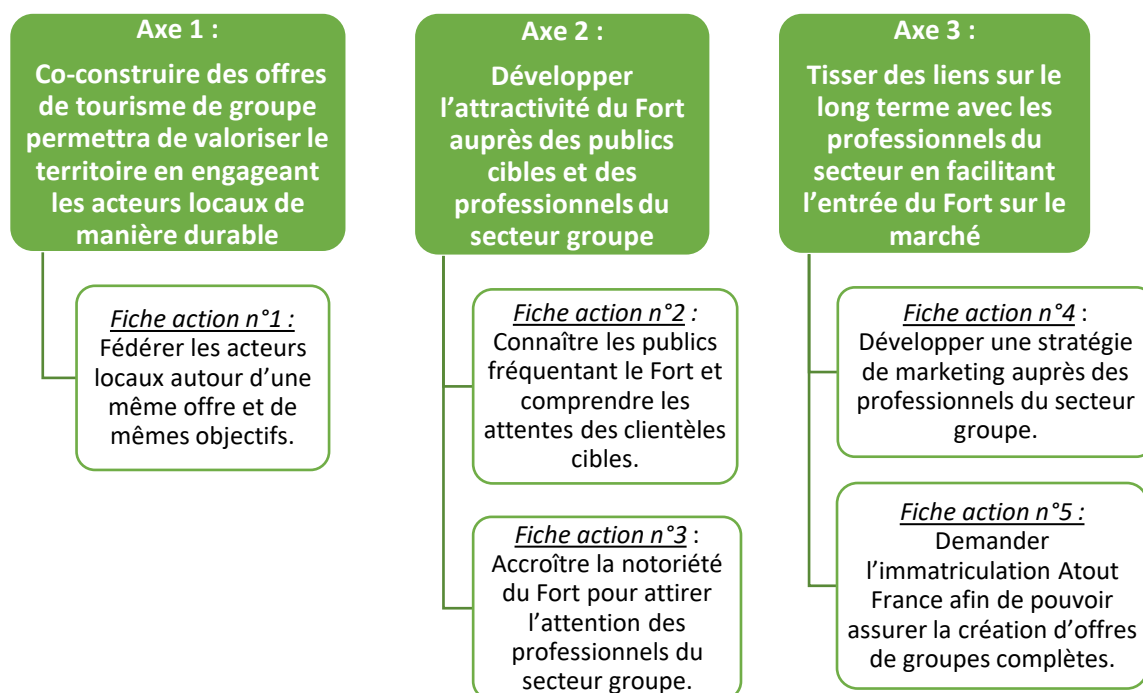 Axe 1 :
Co-construire des offres
de tourisme de groupe
permettra de valoriser le
territoire en engageant
les acteurs locaux de
manière durable
Fiche action n°1 :
Fédérer les acteurs
locaux autour d’une
même offre et de
mêmes objectifs.
Axe 2 :
Développer
l’attractivité du Fort
auprès des publics
cibles et des
professionnels du
secteur groupe
Fiche action n°2 :
Connaître les publics
fréquentant le Fort et
comprendre les
attentes des clientèles
cibles.
Fiche action n°3 :
Accroître la notoriété
du Fort pour attirer
l’attention des
professionnels du
secteur groupe.
Axe 3 :
Tisser des liens sur le
long terme avec les
professionnels du
secteur en facilitant
l’entrée du Fort sur le
marché
Fiche action n°4 :
Développer une stratégie
de marketing auprès des
professionnels du secteur
groupe.
Fiche action n°5 :
Demander
l’immatriculation Atout
France afin de pouvoir
assurer la création d’offres
de groupes complètes.